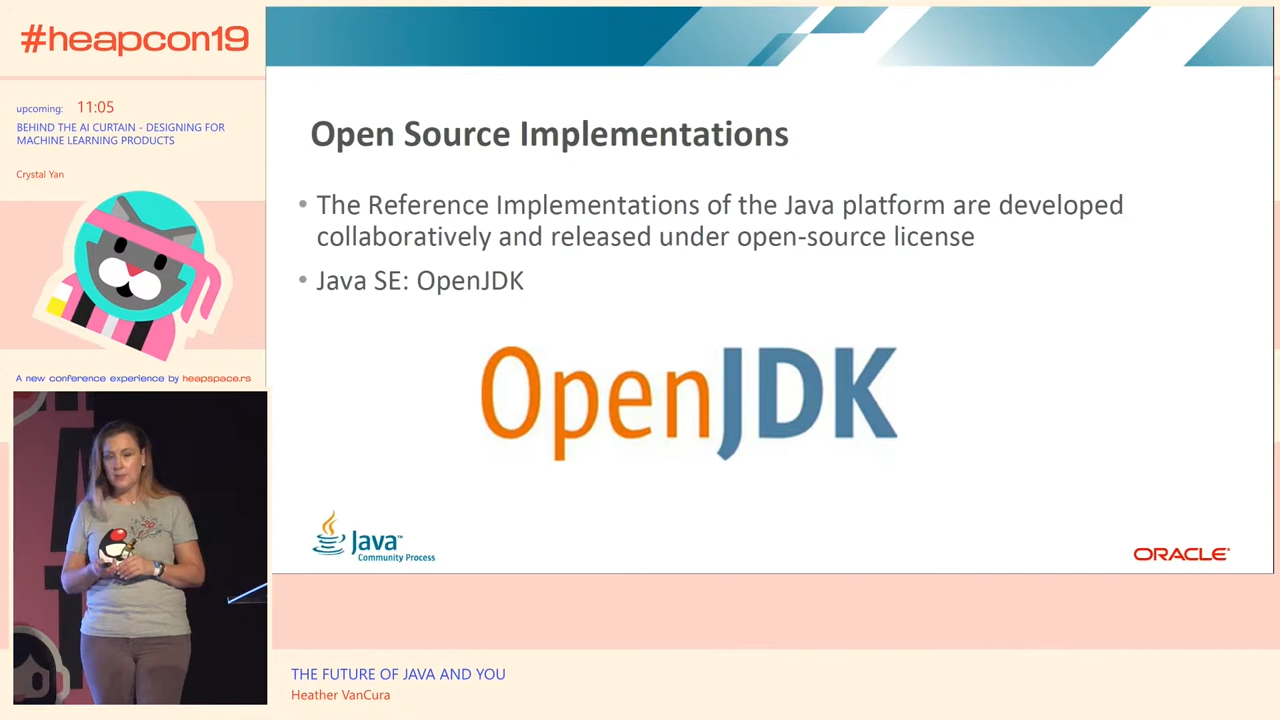 #heapcon19
upcoming: 11:05
BEHIND THE AI CURTAIN - DESIGNING FOR
MACHINE LEARNING PRODUCTS
Crystal Yan
A new conference experience by heapspace.rs
Open Source Implementations
• The Reference Implementations of the Java platform are developed
collaboratively and released under open-source license
• Java SE: OpenJDK
OpenJDK
Java™
Community Process
ORACLE®
20
THE FUTURE OF JAVA AND YOU
Heather VanCura